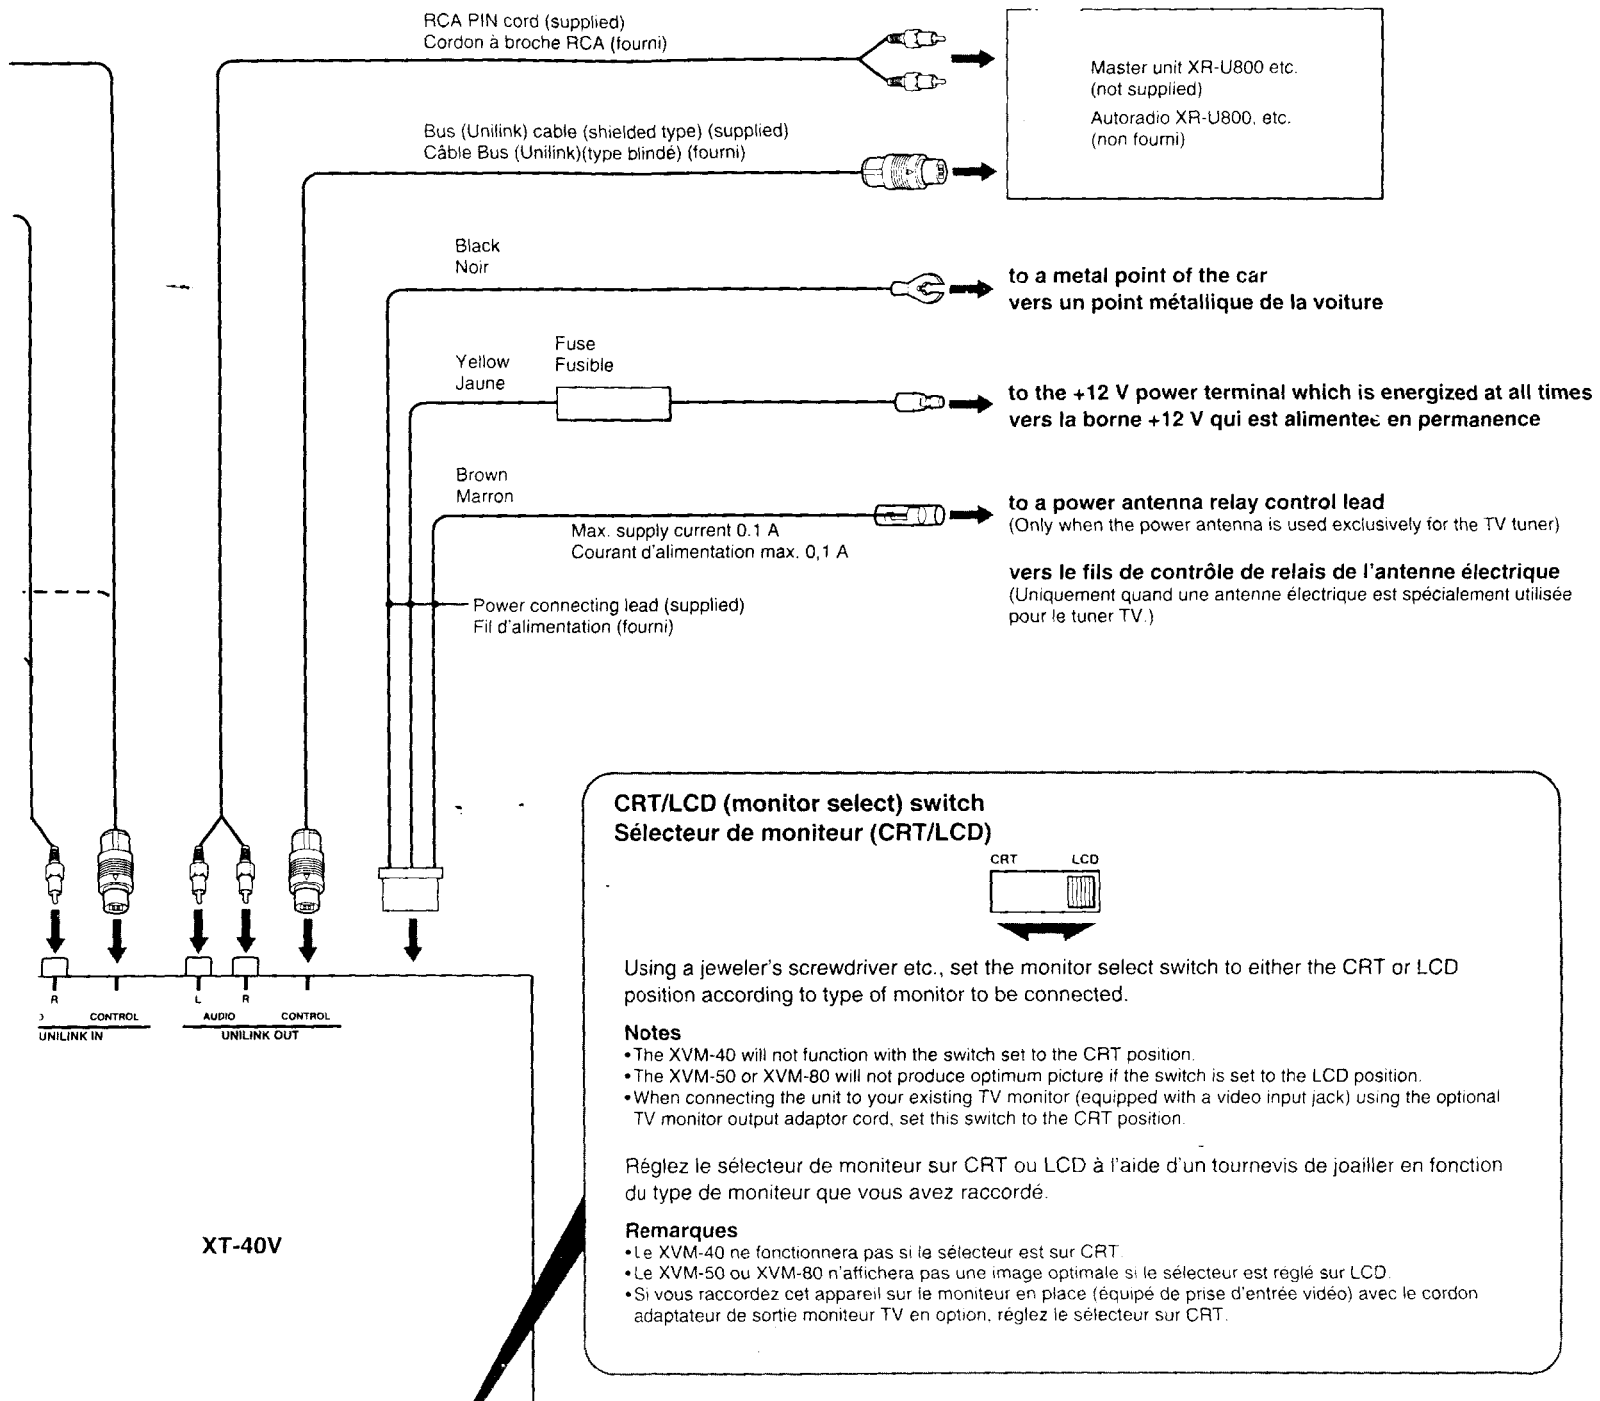 RCA PIN cord (supplied)
Cordon à broche RCA (fourni)
Master unit XR-U800 etc.
(not supplied)
Autoradio XR-U800, etc.
(non fourni)
Bus (Unilink) cable (shielded type) (supplied)
Câble Bus (Unilink)(type blindé) (fourni)
Black
Noir
to a metal point of the car
vers un point métallique de la voiture
Fuse
Fusible
Yellow
Jaune
to the +12 V power terminal which is energized at all times
vers la borne +12 V qui est alimentee en permanence
Brown
Marron
Max. supply current 0.1 A
Courant d'alimentation max. 0,1 A
to a power antenna relay control lead
(Only when the power antenna is used exclusively for the TV tuner)
vers le fils de contrôle de relais de l'antenne électrique
(Uniquement quand une antenne électrique est spécialement utilisée
pour le tuner TV.)
Power connecting lead (supplied)
Fil d'alimentation (fourni)
R
CONTROL
UNILINK IN
L R
AUDIO CONTROL
UNILINK OUT
XT-40V
CRT/LCD (monitor select) switch
Sélecteur de moniteur (CRT/LCD)
CRT LCD
Using a jeweler's screwdriver etc., set the monitor select switch to either the CRT or LCD
position according to type of monitor to be connected.
Notes
•The XVM-40 will not function with the switch set to the CRT position.
•The XVM-50 or XVM-80 will not produce optimum picture if the switch is set to the LCD position.
•When connecting the unit to your existing TV monitor (equipped with a video input jack) using the optional
TV monitor output adaptor cord, set this switch to the CRT position.
Réglez le sélecteur de moniteur sur CRT ou LCD à l'aide d'un tournevis de joailler en fonction
du type de moniteur que vous avez raccordé.
Remarques
•Le XVM-40 ne fonctionnera pas si le sélecteur est sur CRT.
•Le XVM-50 ou XVM-80 n'affichera pas une image optimale si le sélecteur est réglé sur LCD.
•Si vous raccordez cet appareil sur le moniteur en place (équipé de prise d'entrée vidéo) avec le cordon
adaptateur de sortie moniteur TV en option, réglez le sélecteur sur CRT.